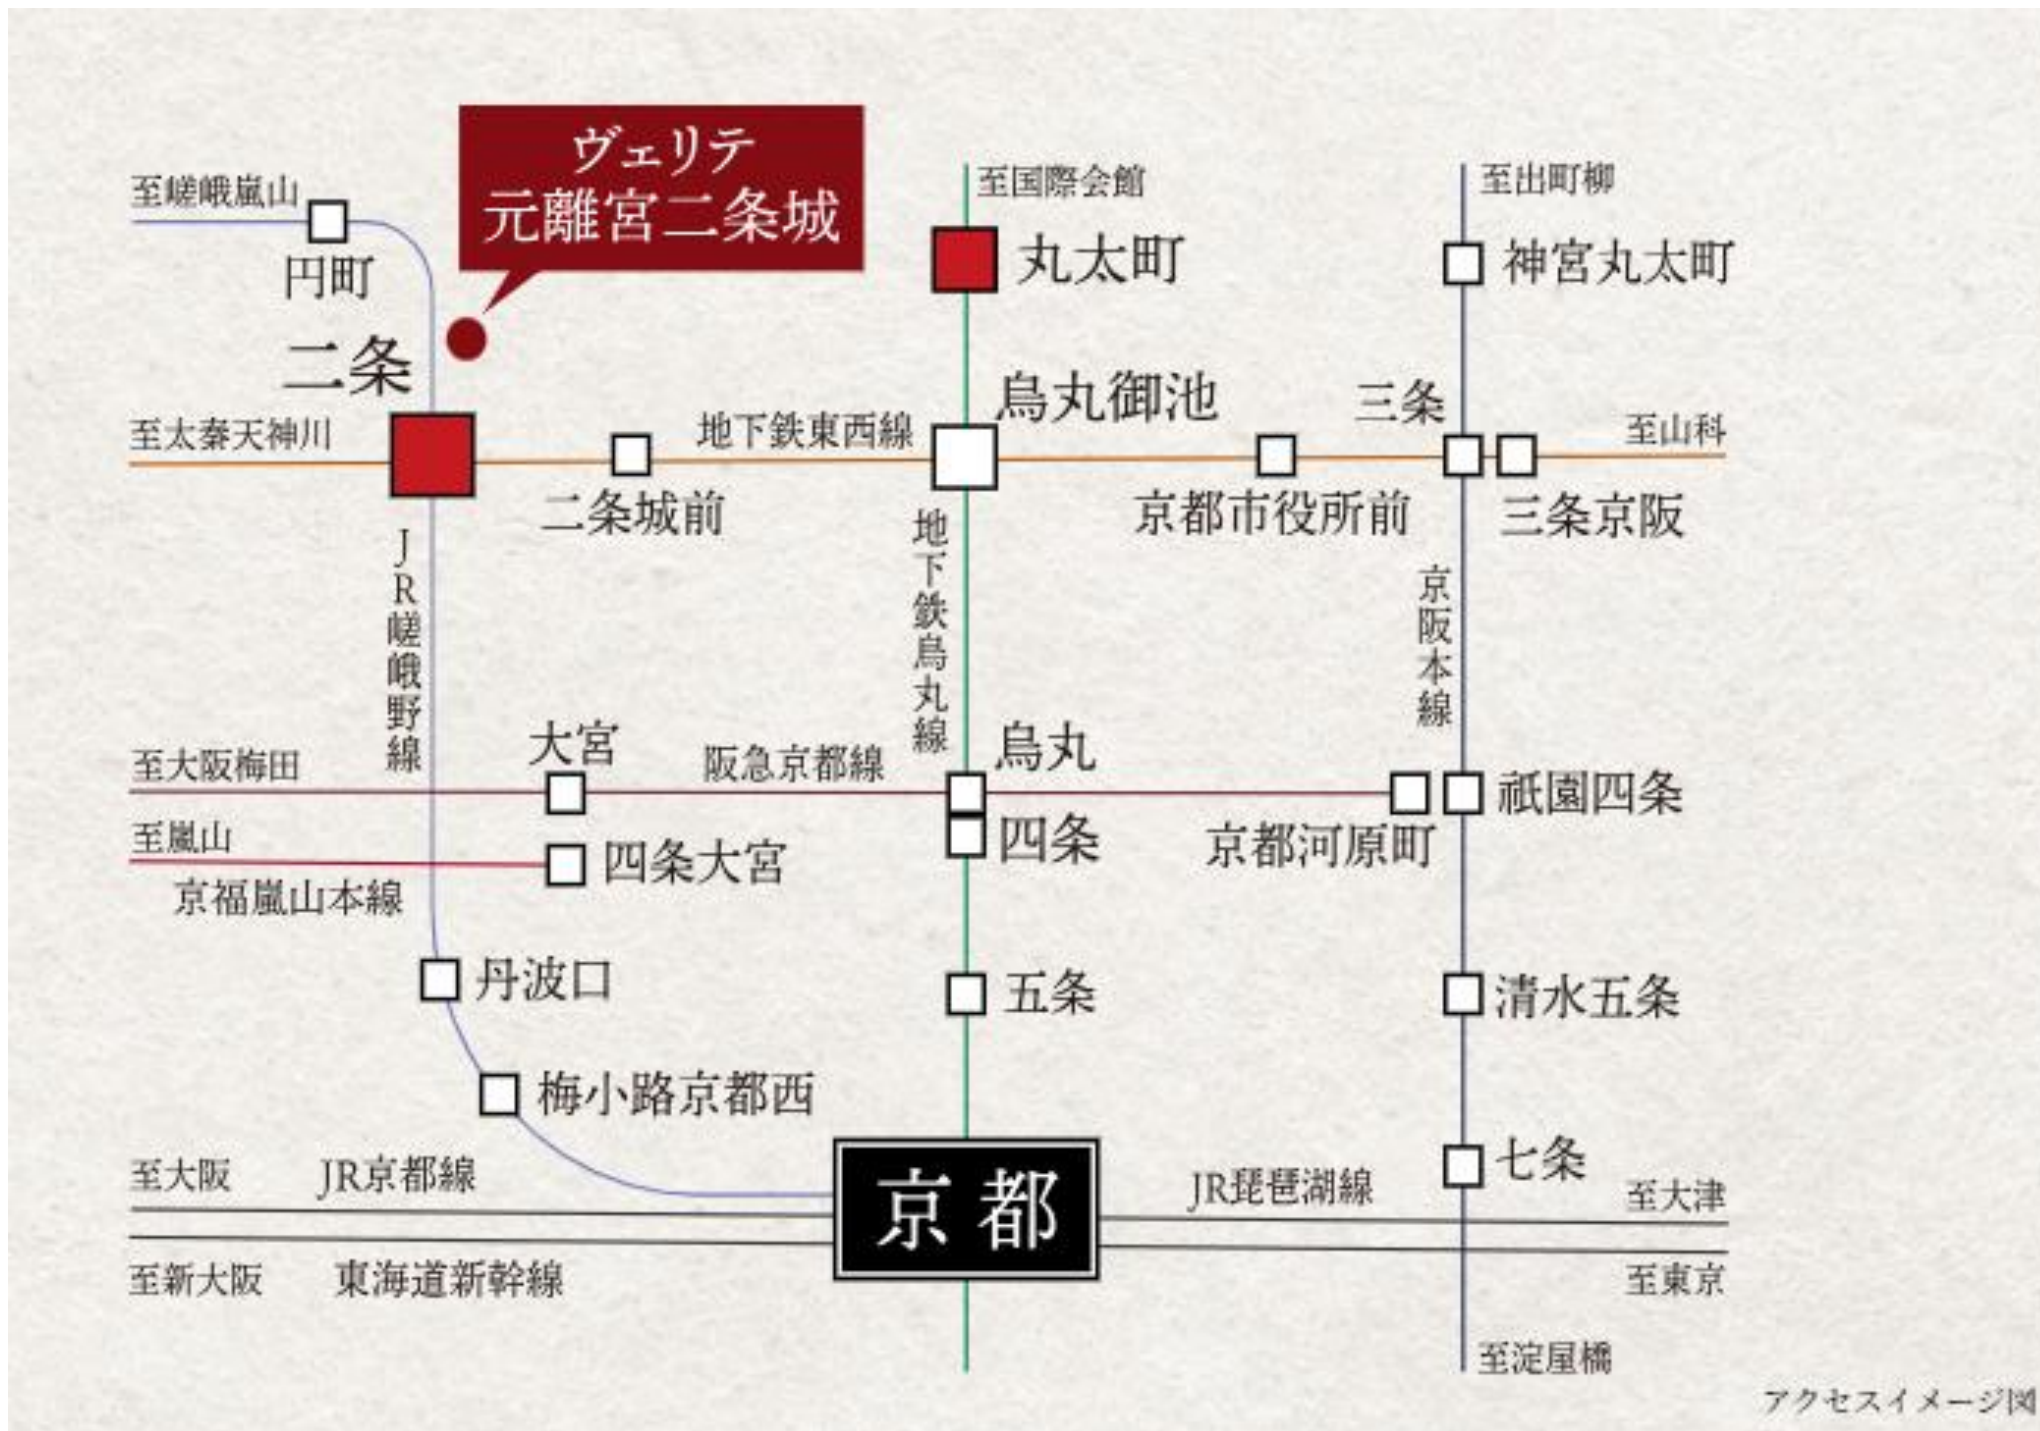 ヴェリテ
元離宮二条城
至嵯峨嵐山
円町
至国際会館
丸太町
至出町柳
神宮丸太町
二条
烏丸御池
三条
至太秦天神川
地下鉄東西線
至山科
二条城前
京都市役所前
三条京阪
JR嵯峨野線
地下鉄烏丸線
京阪本線
大宮
烏丸
至大阪梅田
阪急京都線
祇園四条
至嵐山
四条大宮
四条
京都河原町
京福嵐山本線
丹波口
五条
清水五条
梅小路京都西
七条
至大阪
JR京都線
京都
JR琵琶湖線
至大津
至新大阪
東海道新幹線
至東京
至淀屋橋
アクセスイメージ図